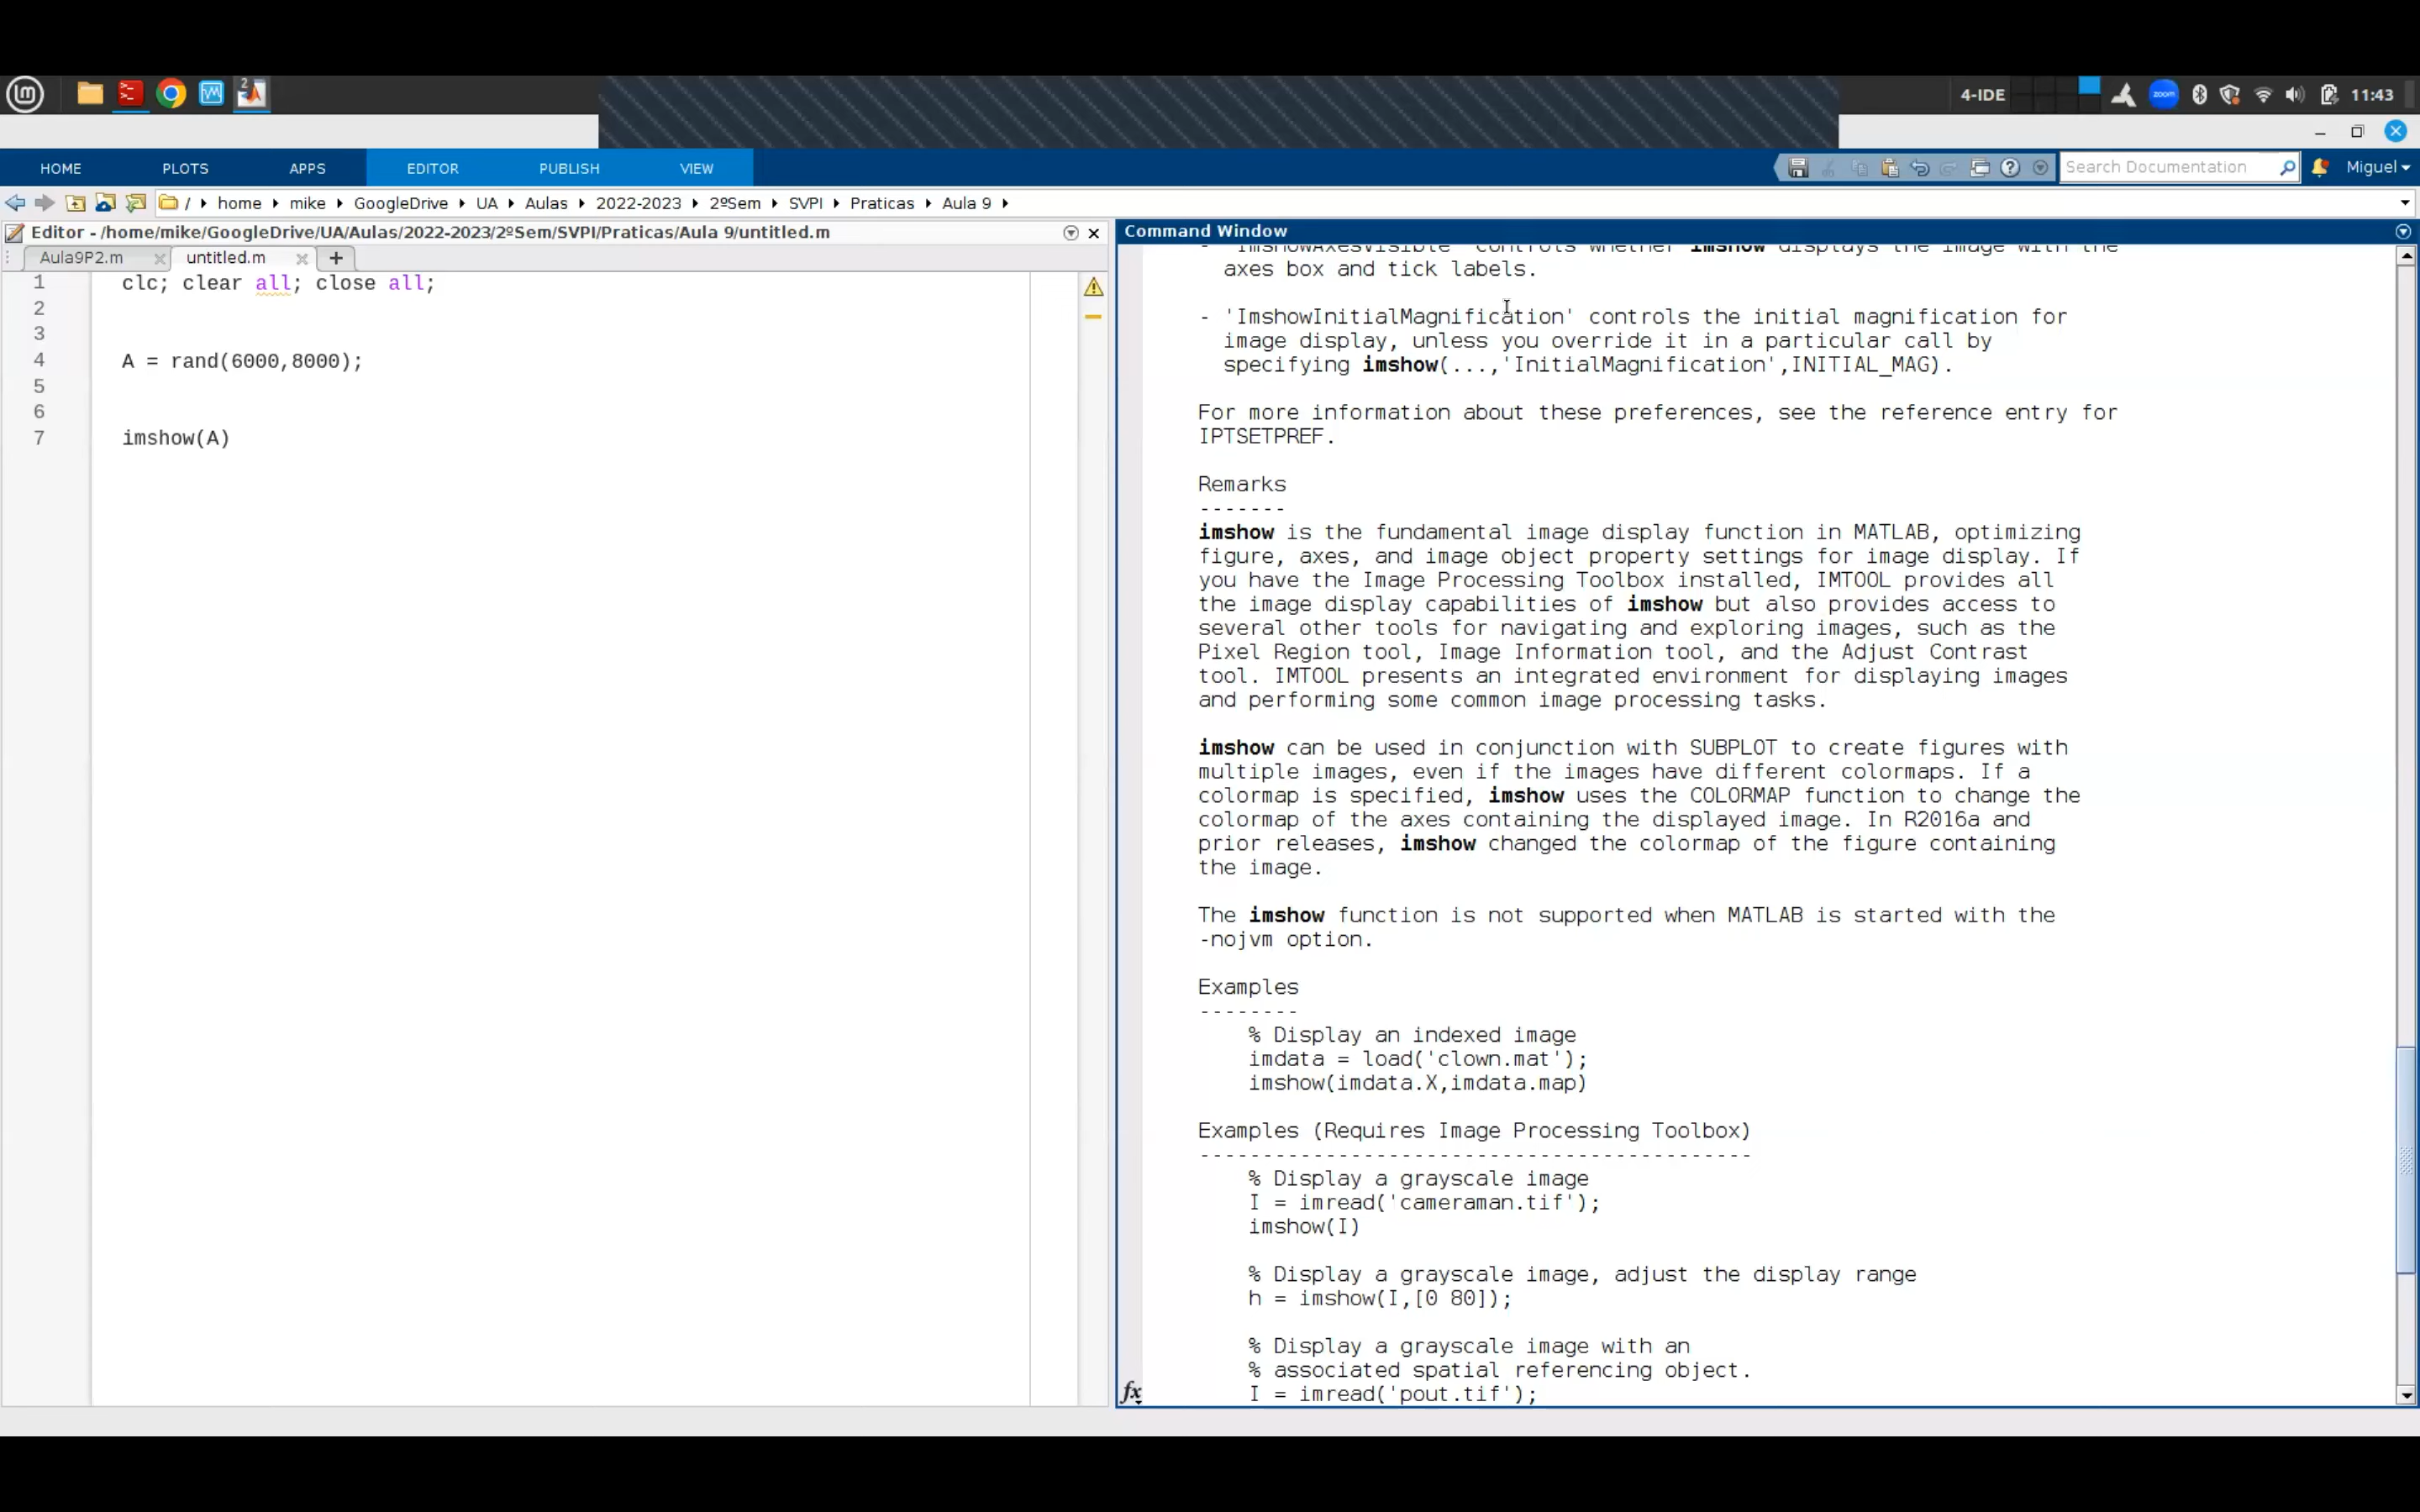 4-IDE
zoom
11:43
HOME PLOTS APPS EDITOR PUBLISH VIEW
Search Documentation
Miguel
/ home mike GoogleDrive UA Aulas 2022-2023 2ºSem SVPI Praticas Aula 9
Editor - /home/mike/GoogleDrive/UA/Aulas/2022-2023/2ºSem/SVPI/Praticas/Aula 9/untitled.m
Aula9P2.m untitled.m +
1 clc; clear all; close all;
2
3
4 A = rand(6000,8000);
5
6
7 imshow(A)
Command Window
- 'ImshowAxesVisible' controls whether imshow displays the image with the
axes box and tick labels.
- 'ImshowInitialMagnification' controls the initial magnification for
image display, unless you override it in a particular call by
specifying imshow(...,'InitialMagnification',INITIAL_MAG).
For more information about these preferences, see the reference entry for
IPTSETPREF.
Remarks
-------
imshow is the fundamental image display function in MATLAB, optimizing
figure, axes, and image object property settings for image display. If
you have the Image Processing Toolbox installed, IMTOOL provides all
the image display capabilities of imshow but also provides access to
several other tools for navigating and exploring images, such as the
Pixel Region tool, Image Information tool, and the Adjust Contrast
tool. IMTOOL presents an integrated environment for displaying images
and performing some common image processing tasks.
imshow can be used in conjunction with SUBPLOT to create figures with
multiple images, even if the images have different colormaps. If a
colormap is specified, imshow uses the COLORMAP function to change the
colormap of the axes containing the displayed image. In R2016a and
prior releases, imshow changed the colormap of the figure containing
the image.
The imshow function is not supported when MATLAB is started with the
-nojvm option.
Examples
--------
% Display an indexed image
imdata = load('clown.mat');
imshow(imdata.X,imdata.map)
Examples (Requires Image Processing Toolbox)
--------------------------------------------
% Display a grayscale image
I = imread('cameraman.tif');
imshow(I)
% Display a grayscale image, adjust the display range
h = imshow(I,[0 80]);
% Display a grayscale image with an
% associated spatial referencing object.
I = imread('pout.tif');
fx